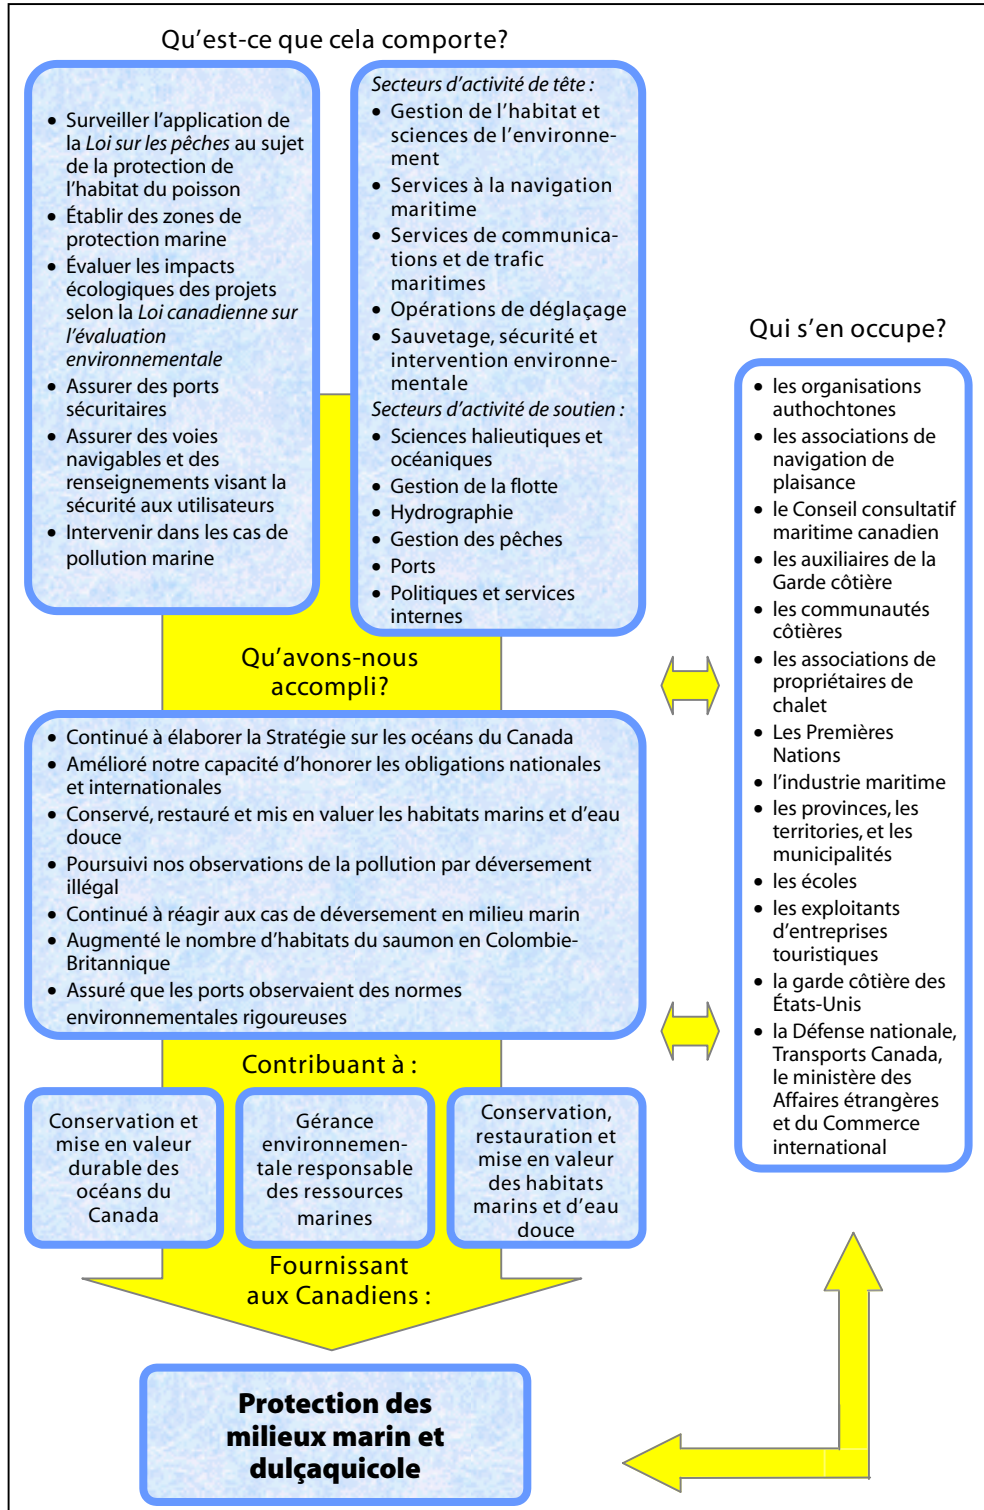 Qu'est-ce que cela comporte?
• Surveiller l'application de
la Loi sur les pêches au sujet
de la protection de
l'habitat du poisson
• Établir des zones de
protection marine
• Évaluer les impacts
écologiques des projets
selon la Loi canadienne sur
l'évaluation
environnementale
• Assurer des ports
sécuritaires
• Assurer des voies
navigables et des
renseignements visant la
sécurité aux utilisateurs
• Intervenir dans les cas de
pollution marine
Secteurs d'activité de tête :
• Gestion de l'habitat et
sciences de l'environne-
ment
• Services à la navigation
maritime
• Services de communica-
tions et de trafic
maritimes
• Opérations de déglaçage
• Sauvetage, sécurité et
intervention environne-
mentale
Secteurs d'activité de soutien :
• Sciences halieutiques et
océaniques
• Gestion de la flotte
• Hydrographie
• Gestion des pêches
• Ports
• Politiques et services
internes
Qui s'en occupe?
• les organisations
authochtones
• les associations de
navigation de
plaisance
• le Conseil consultatif
maritime canadien
• les auxiliaires de la
Garde côtière
• les communautés
côtières
• les associations de
propriétaires de
chalet
• Les Premières
Nations
• l'industrie maritime
• les provinces, les
territories, et les
municipalités
• les écoles
• les exploitants
d'entreprises
touristiques
• la garde côtière des
États-Unis
• la Défense nationale,
Transports Canada,
le ministère des
Affaires étrangères
et du Commerce
international
Qu'avons-nous
accompli?
• Continué à élaborer la Stratégie sur les océans du Canada
• Amélioré notre capacité d'honorer les obligations nationales
et internationales
• Conservé, restauré et mis en valeur les habitats marins et d'eau
douce
• Poursuivi nos observations de la pollution par déversement
illégal
• Continué à réagir aux cas de déversement en milieu marin
• Augmenté le nombre d'habitats du saumon en Colombie-
Britannique
• Assuré que les ports observaient des normes
environnementales rigoureuses
Contribuant à :
Conservation et
mise en valeur
durable des
océans du
Canada
Gérance
environnemen-
tale responsable
des ressources
marines
Conservation,
restauration et
mise en valeur
des habitats
marins et d'eau
douce
Fournissant
aux Canadiens :
Protection des
milieux marin et
dulçaquicole